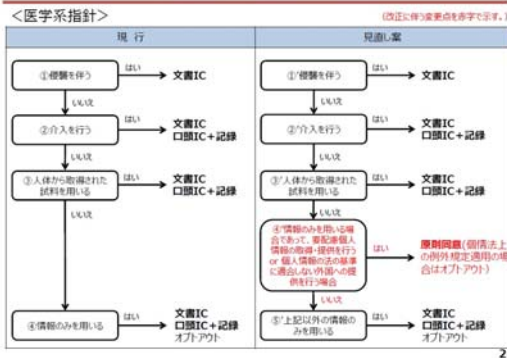 <医学系指針>
(改正に伴う変更点を赤字で示す。)
現 行
見直し案
①侵襲を伴う
はい
文書IC
いいえ
②介入を行う
はい
文書IC
口頭IC+記録
いいえ
③人体から取得された
試料を用いる
はい
文書IC
口頭IC+記録
いいえ
④情報のみを用いる
はい
文書IC
口頭IC+記録
オプトアウト
①'侵襲を伴う
はい
文書IC
いいえ
②'介入を行う
はい
文書IC
口頭IC+記録
いいえ
③'人体から取得された
試料を用いる
はい
文書IC
口頭IC+記録
いいえ
④'情報のみを用いる場
合であって、要配慮個人
情報の取得・提供を行う
or 個人情報の法の基準
に適合しない外国への提
供を行う場合
はい
原則同意(個情法上
の例外規定適用の場
合はオプトアウト)
いいえ
⑤'上記以外の情報の
みを用いる
はい
文書IC
口頭IC+記録
オプトアウト
2